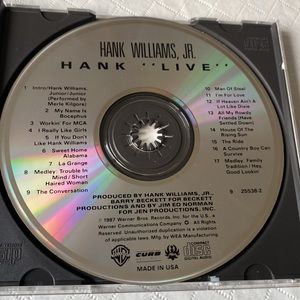 HANK WILLIAMS, JR.
HANK "LIVE"
1 Intro/Hank Williams,
Junior/Junior
(Performed by
Merle Kilgore)
2 My Name Is
Bocephus
3 Workin' For MCA
4 I Really Like Girls
5 If You Don't
Like Hank Williams
6 Sweet Home
Alabama
7 La Grange
8 Medley: Trouble In
Mind / Short
Haired Woman
9 The Conversation
10 Man Of Steel
11 I'm For Love
12 If Heaven Ain't A
Lot Like Dixie
13 All My Rowdy
Friends (Have
Settled Down)
14 House Of The
Rising Sun
15 The Ride
16 A Country Boy Can
Survive
17 Medley: Family
Tradition / Hey,
Good Lookin'
9 25538-2
PRODUCED BY HANK WILLIAMS, JR.,
BARRY BECKETT FOR BECKETT
PRODUCTIONS AND BY JIM ED NORMAN
FOR JEN PRODUCTIONS, INC.
℗ 1987 Warner Bros. Records Inc. for the U.S., a
Warner Communications Company © All Rights
Reserved. Unauthorized duplication is a violation
of applicable laws. Mfg. by WEA Manufacturing
WB
CURB
COMPACT
disc
DIGITAL AUDIO
MADE IN USA